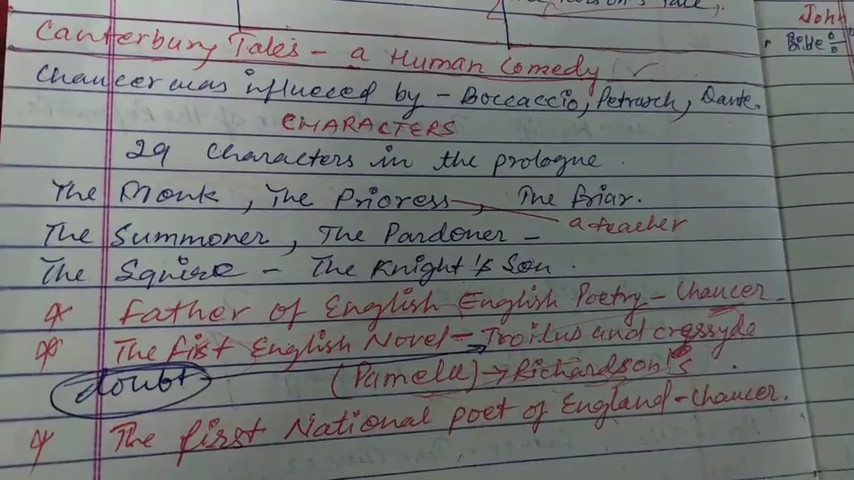 John
Bible :
Canterbury Tales - a Human Comedy
Chaucer was influeced by - Boccaccio, Petrarch, Dante.
CHARACTERS
29 characters in the prologue.
The Monk, The Prioress, The Friar.
a teacher
The Summoner, The Pardoner -
The Squire - The Knight's Son.
* Father of English English Poetry - Chaucer.
* The first English Novel - Troilus and cressyde
doubt (Pamela) → Richardson's.
* The first National poet of England - Chaucer.